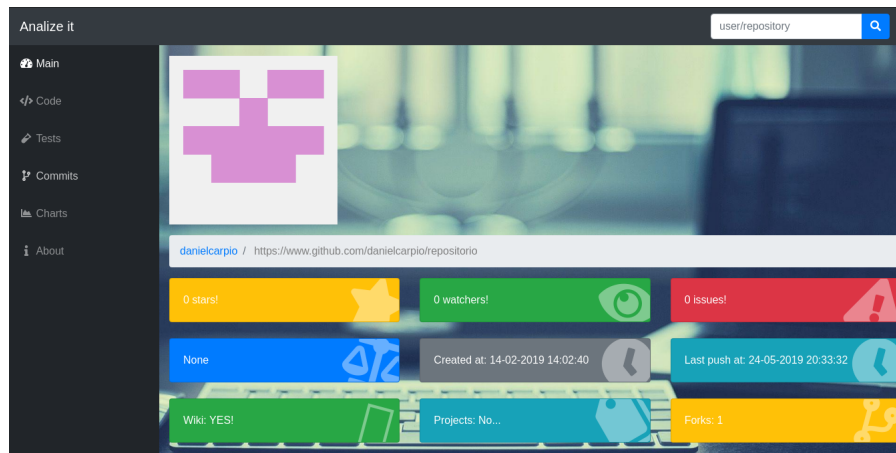 Analize it
user/repository
Main
Code
Tests
Commits
Charts
About
danielcarpio / https://www.github.com/danielcarpio/repositorio
0 stars!
0 watchers!
0 issues!
None
Created at: 14-02-2019 14:02:40
Last push at: 24-05-2019 20:33:32
Wiki: YES!
Projects: No...
Forks: 1